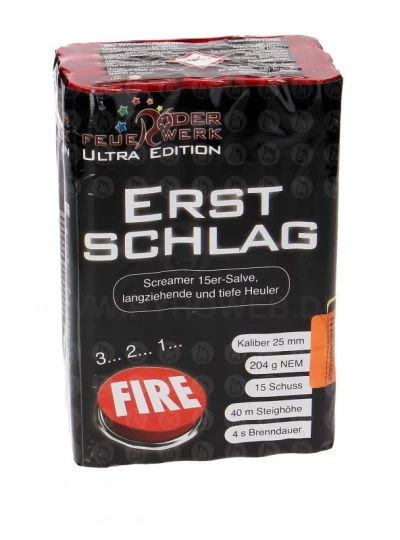 RÖDER
FEUERWERK
ULTRA EDITION
ERST
SCHLAG
Screamer 15er-Salve,
langziehende und tiefe Heuler
3... 2... 1...
FIRE
Kaliber 25 mm
204 g NEM
15 Schuss
40 m Steighöhe
4 s Brenndauer